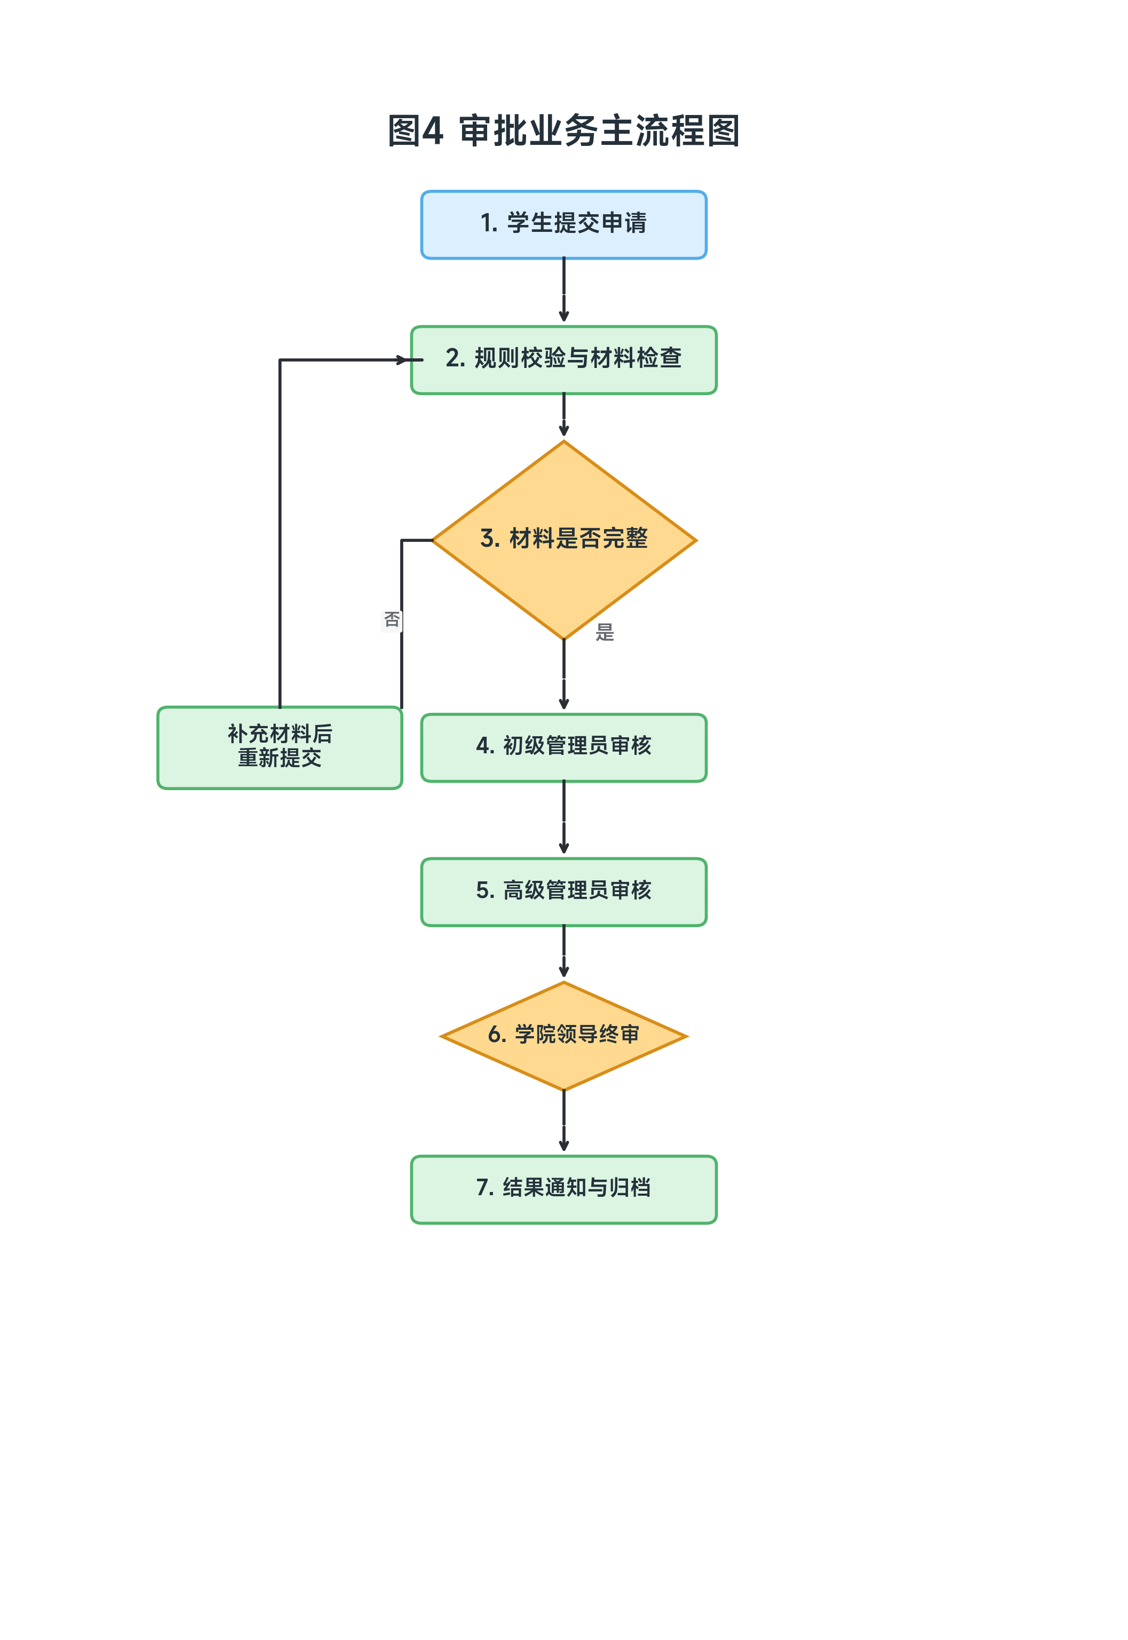 图4 审批业务主流程图
1. 学生提交申请
2. 规则校验与材料检查
3. 材料是否完整
否
是
补充材料后
重新提交
4. 初级管理员审核
5. 高级管理员审核
6. 学院领导终审
7. 结果通知与归档